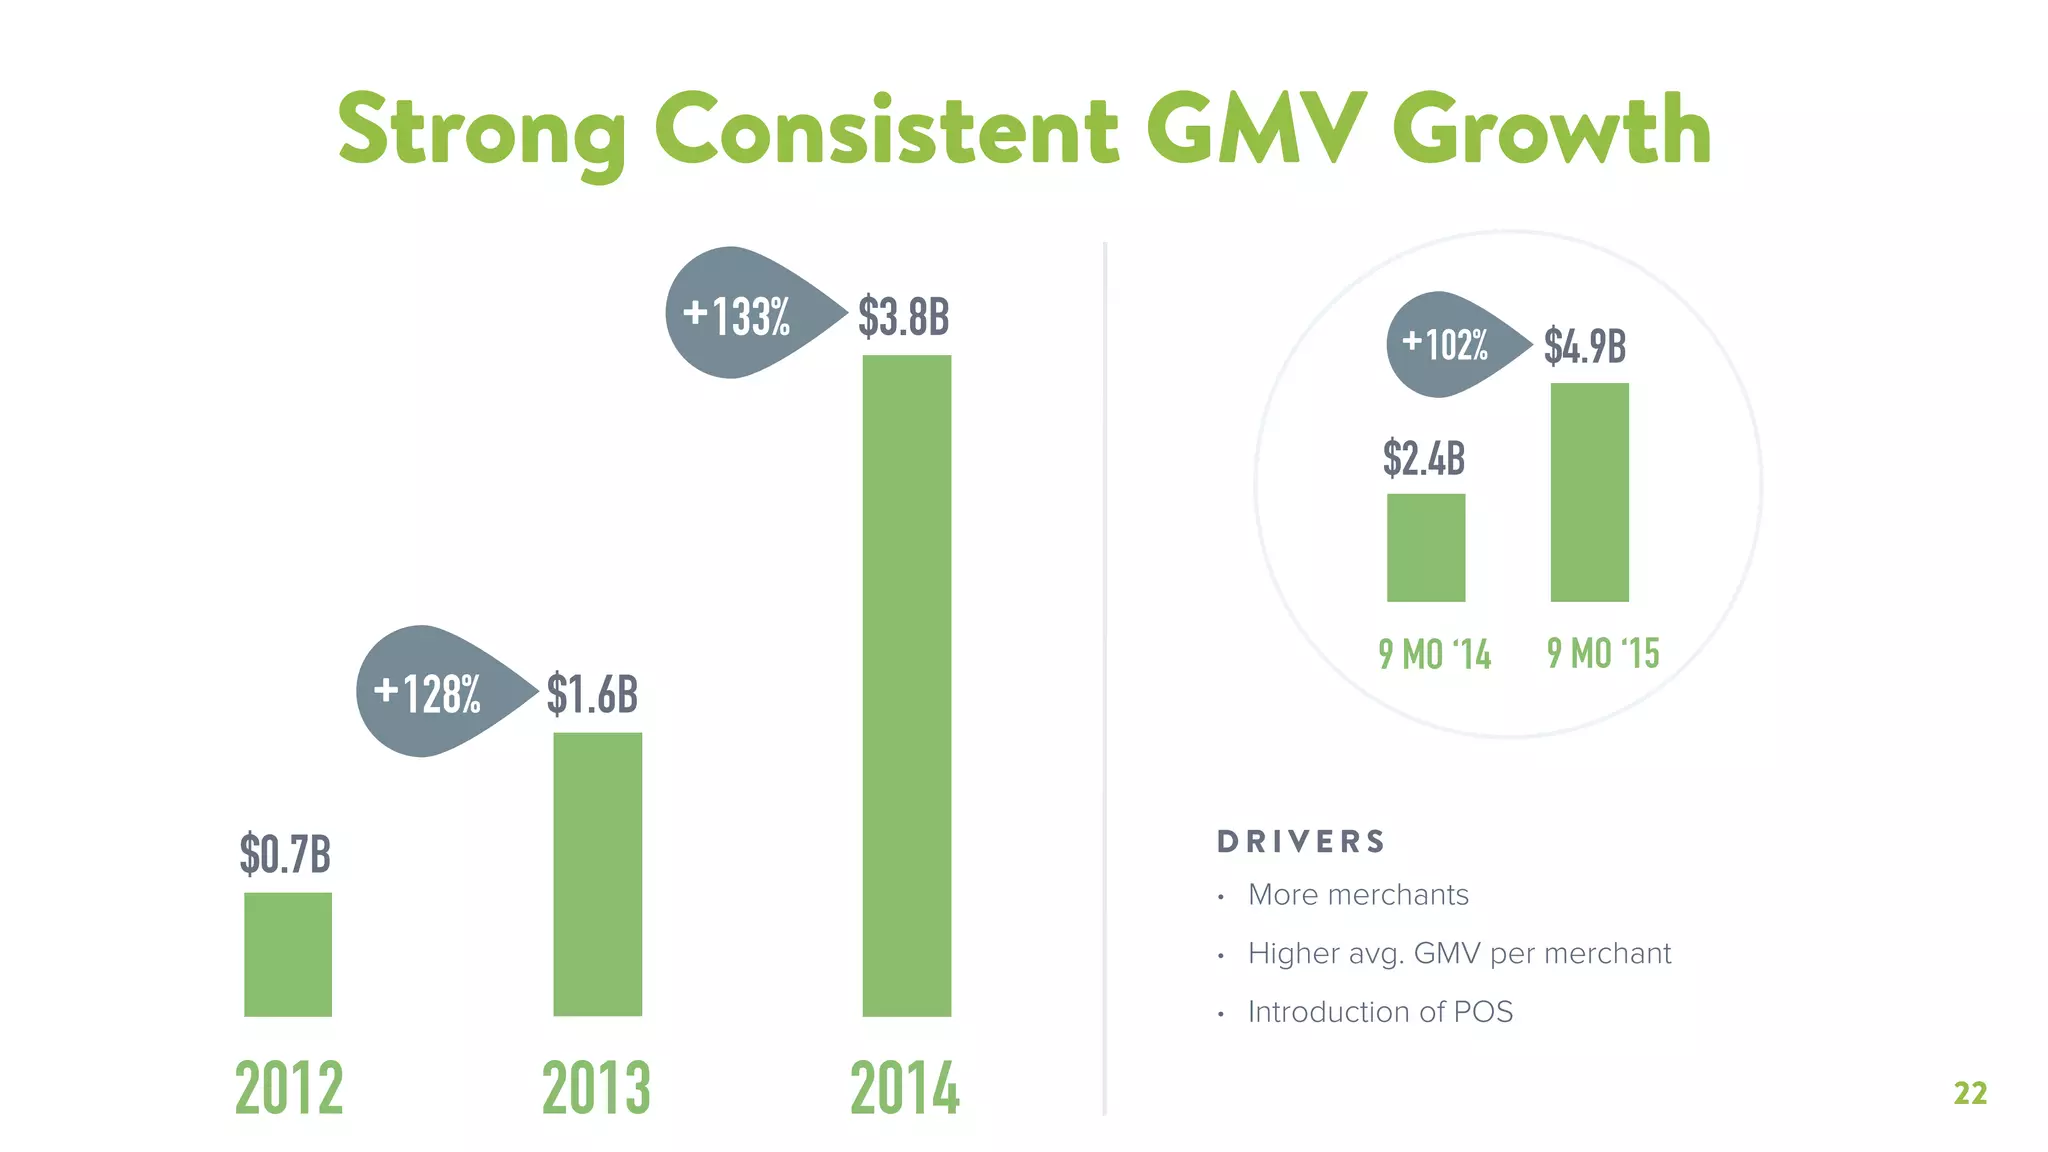 Strong Consistent GMV Growth
+133%
$3.8B
+128%
$1.6B
$0.7B
2012
2013
2014
+102%
$4.9B
$2.4B
9 MO ‘14
9 MO ‘15
DRIVERS
• More merchants
• Higher avg. GMV per merchant
• Introduction of POS
22